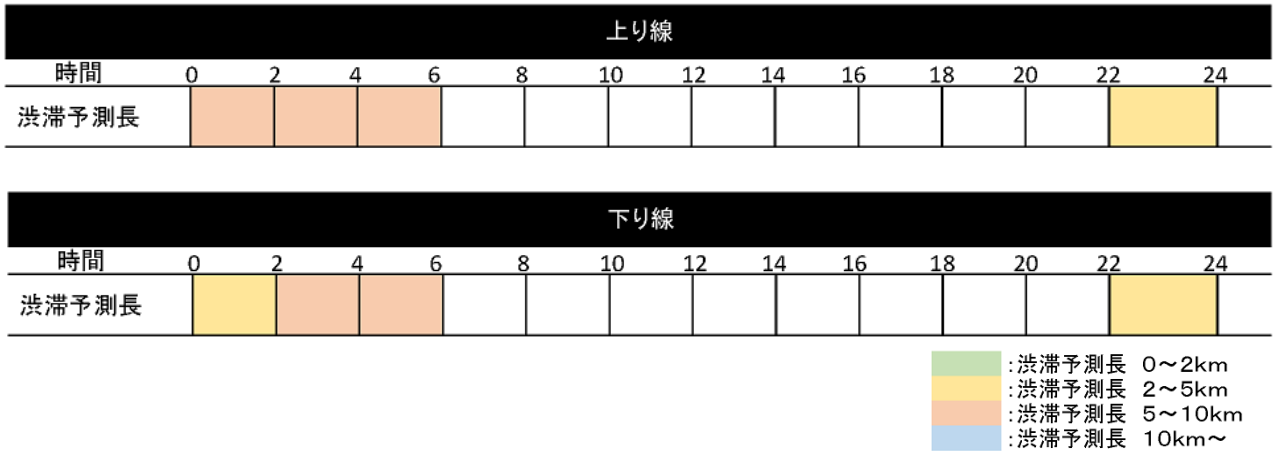 上り線
時間 0 2 4 6 8 10 12 14 16 18 20 22 24
渋滞予測長
下り線
時間 0 2 4 6 8 10 12 14 16 18 20 22 24
渋滞予測長
：渋滞予測長 0～2km
：渋滞予測長 2～5km
：渋滞予測長 5～10km
：渋滞予測長 10km～